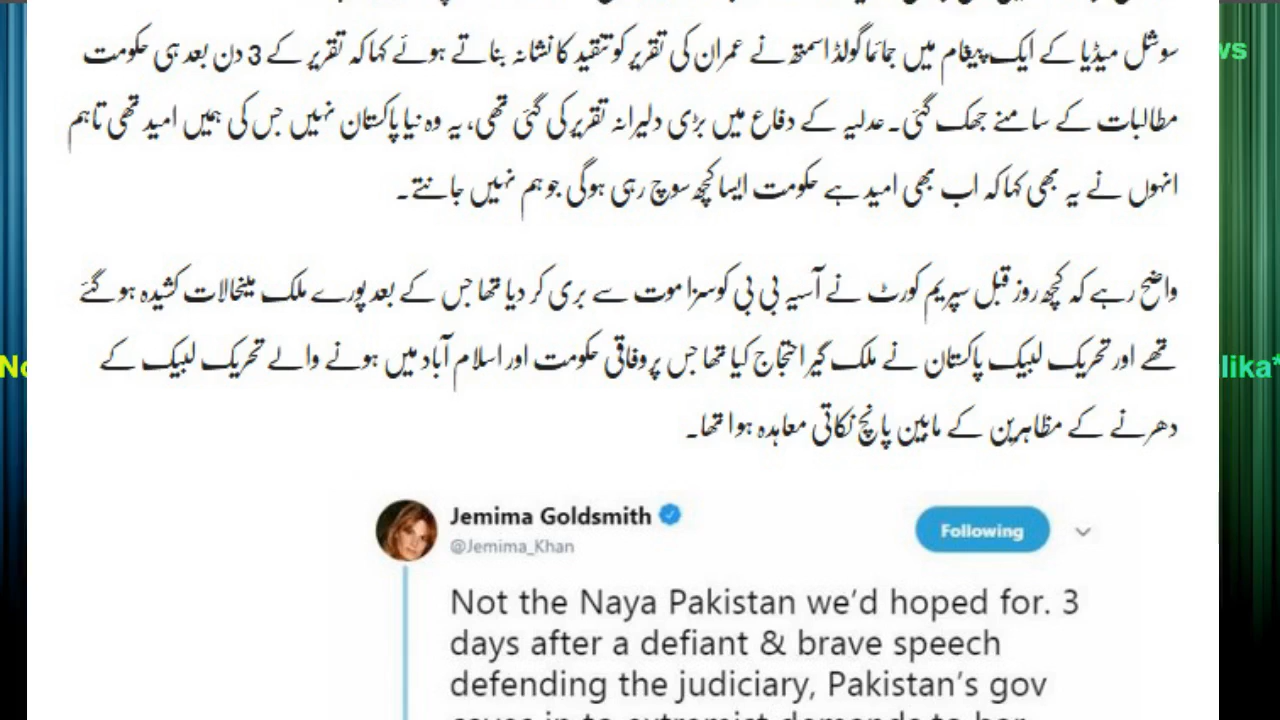 سوشل میڈیا کے ایک پیغام میں جمائما گولڈ اسمتھ نے عمران کی تقریر کو تنقید کا نشانہ بناتے ہوئے کہا کہ تقریر کے 3 دن بعد ہی حکومت
مطالبات کے سامنے جھک گئی۔ عدلیہ کے دفاع میں بڑی دلیرانہ تقریر کی گئی تھی، یہ وہ نیا پاکستان نہیں جس کی ہمیں امید تھی تاہم
انہوں نے یہ بھی کہا کہ اب بھی امید ہے حکومت ایسا کچھ سوچ رہی ہوگی جو ہم نہیں جانتے۔
واضح رہے کہ کچھ روز قبل سپریم کورٹ نے آسیہ بی بی کو سزا موت سے بری کر دیا تھا جس کے بعد پورے ملک میںحالات کشیدہ ہو گئے
تھے اور تحریک لبیک پاکستان نے ملک گیر احتجاج کیا تھا جس پر وفاقی حکومت اور اسلام آباد میں ہونے والے تحریک لبیک کے
دھرنے کے مظاہرین کے مابین پانچ نکاتی معاہدہ ہوا تھا۔
Jemima Goldsmith
@Jemima_Khan
Following
Not the Naya Pakistan we'd hoped for. 3
days after a defiant & brave speech
defending the judiciary, Pakistan's gov